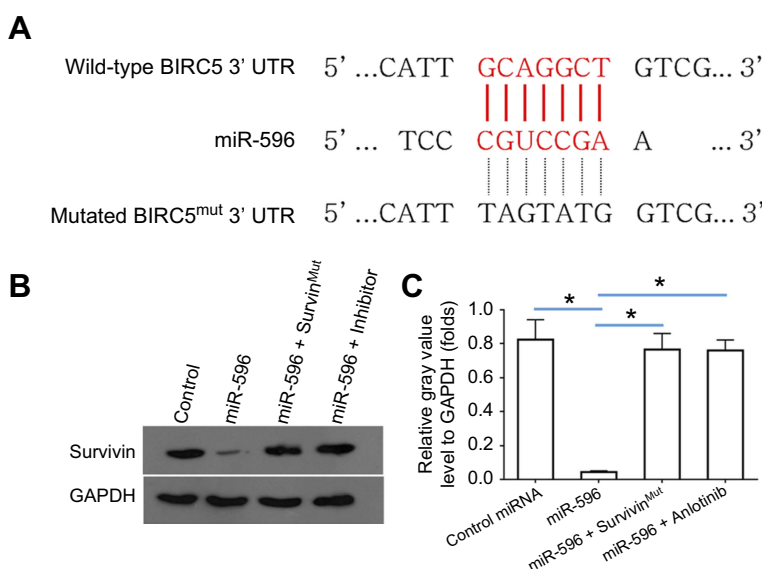 A
Wild-type BIRC5 3' UTR 5' ...CATT GCAGGCT GTCG... 3'
miR-596 5' ... TCC CGUCCGA A ... 3'
Mutated BIRC5mut 3' UTR 5' ...CATT TAGTATG GTCG... 3'
B
Control
miR-596
miR-596 + SurvinMut
miR-596 + Inhibitor
Survivin
GAPDH
C
Relative gray value
level to GAPDH (folds)
1.0
0.8
0.6
0.4
0.2
0.0
* * *
Control miRNA
miR-596
miR-596 + SurvivinMut
miR-596 + Anlotinib